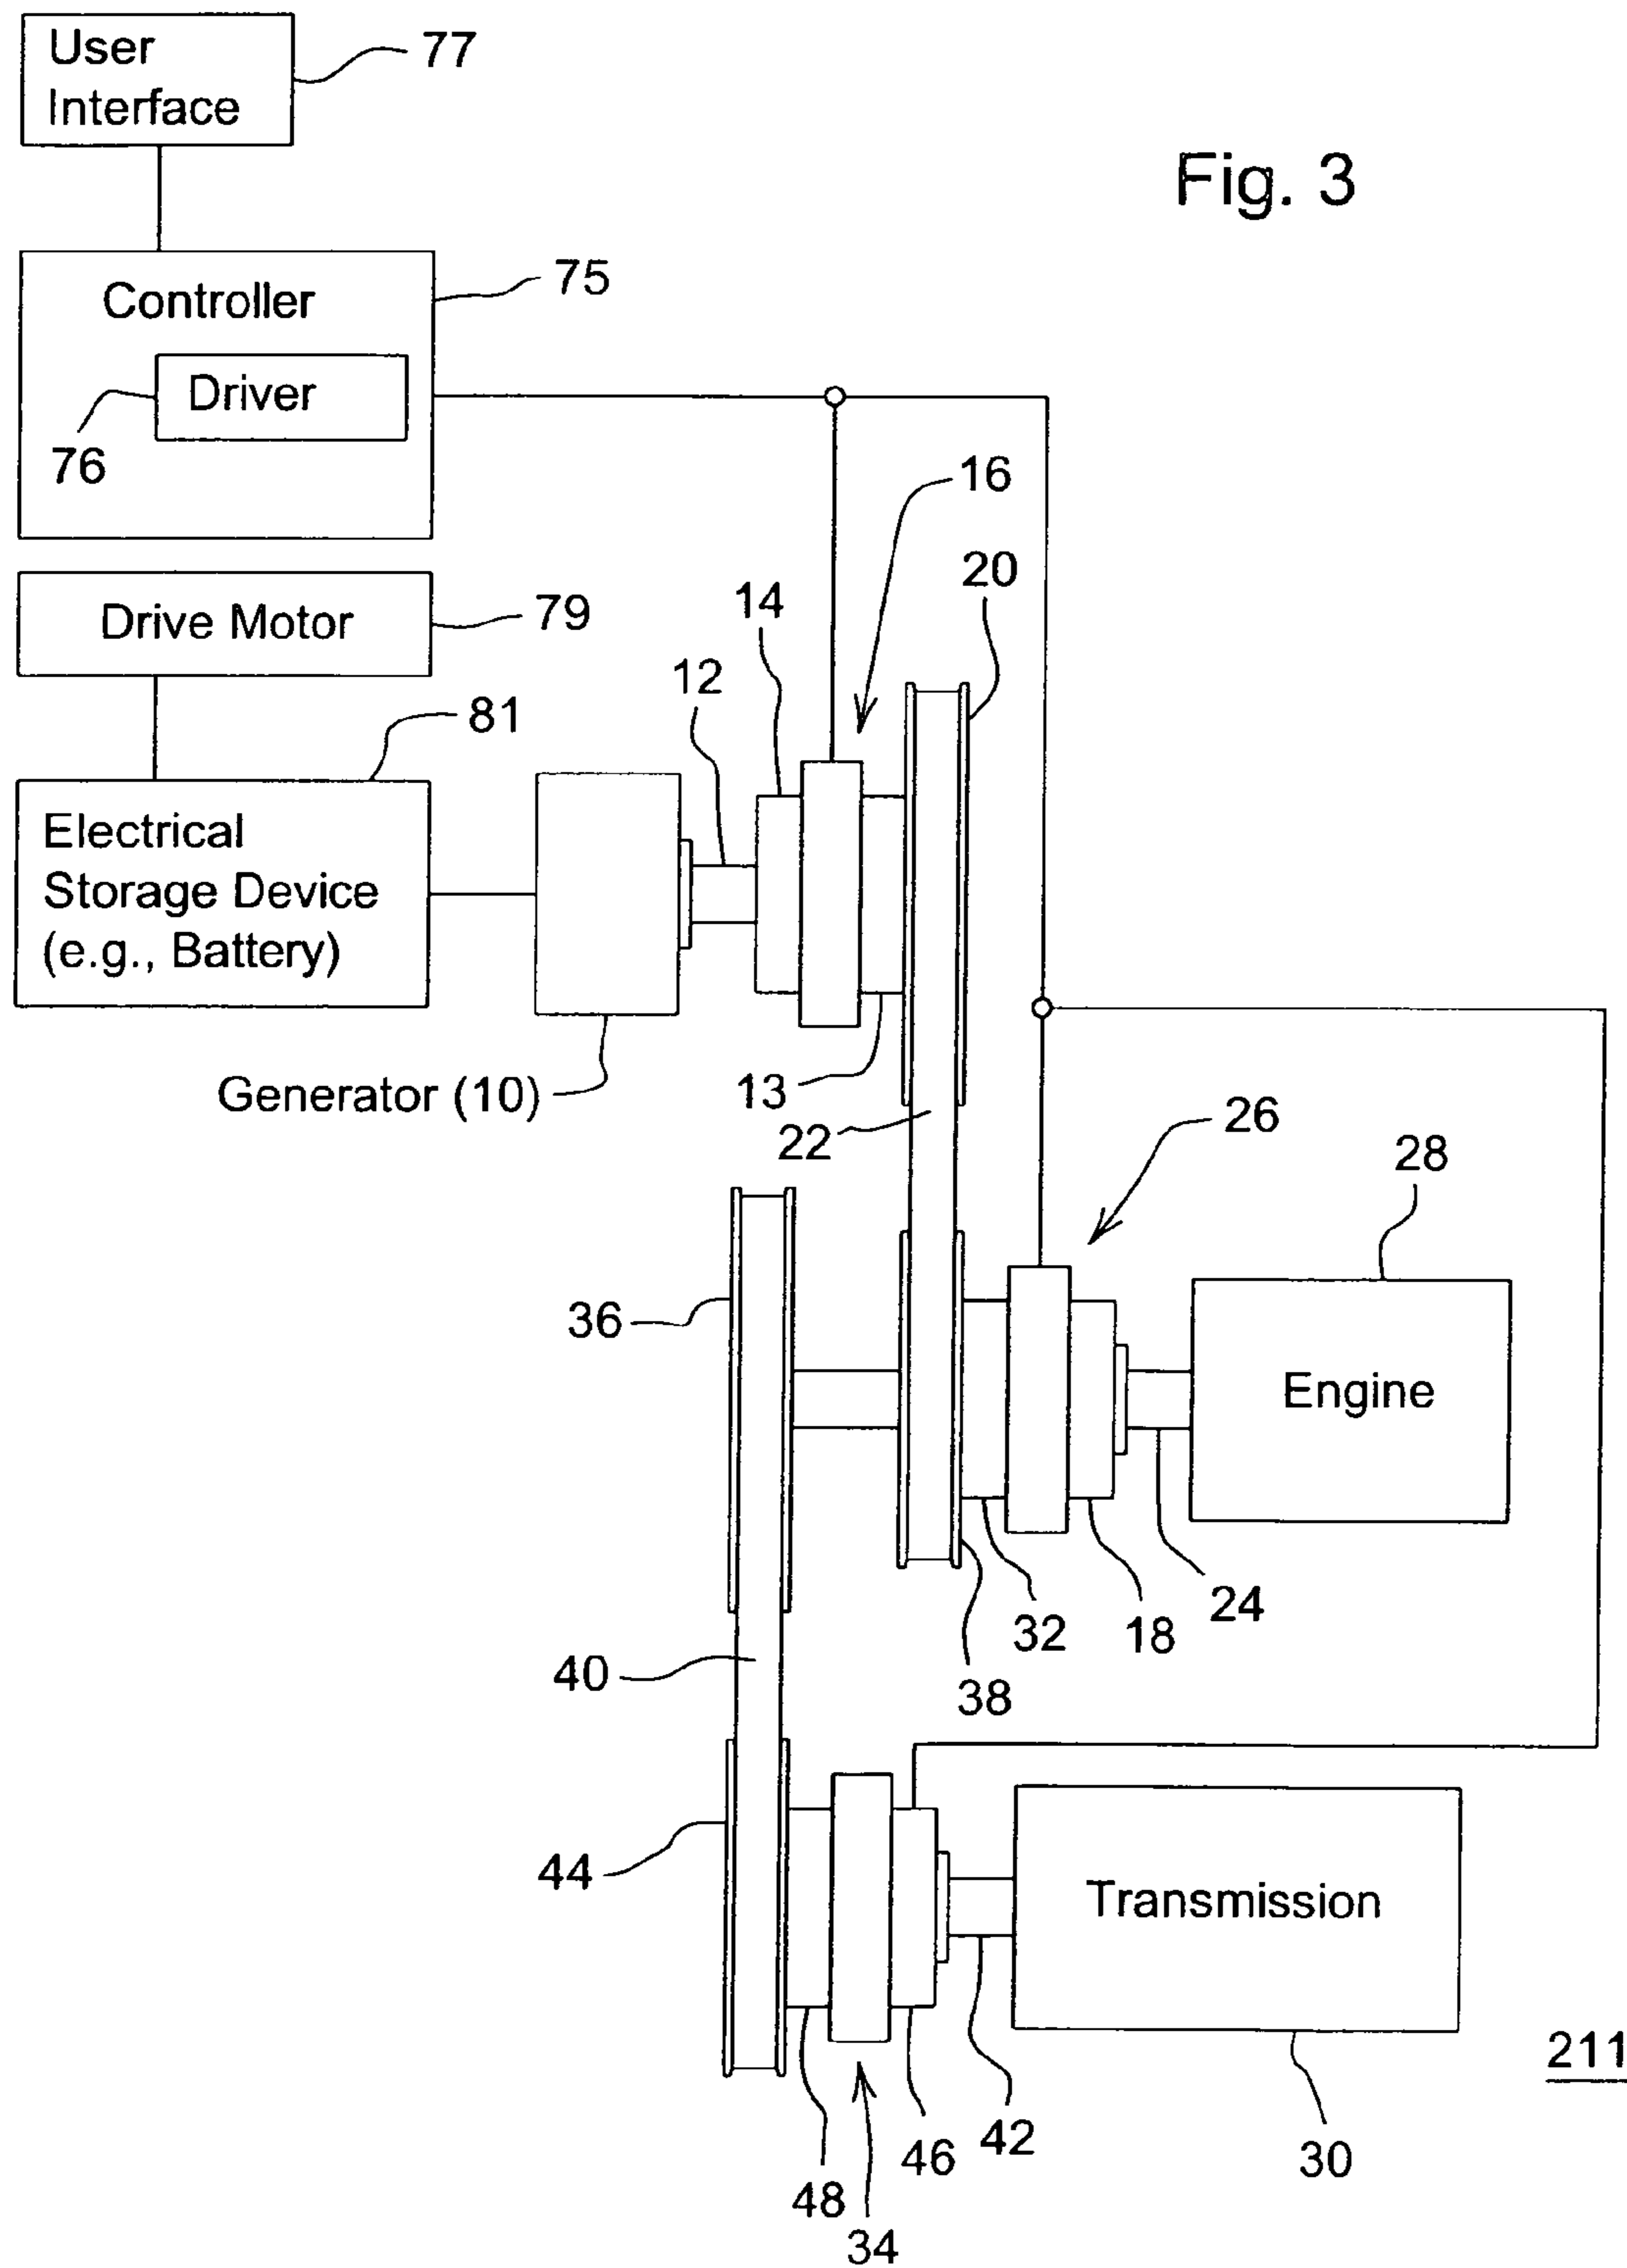 User
Interface
77
Fig. 3
Controller
75
Driver
76
16
20
Drive Motor
79
14
12
81
Electrical
Storage Device
(e.g., Battery)
Generator (10)
13
22
26
28
36
Engine
32
18
24
38
40
44
Transmission
211
48
46
42
30
34